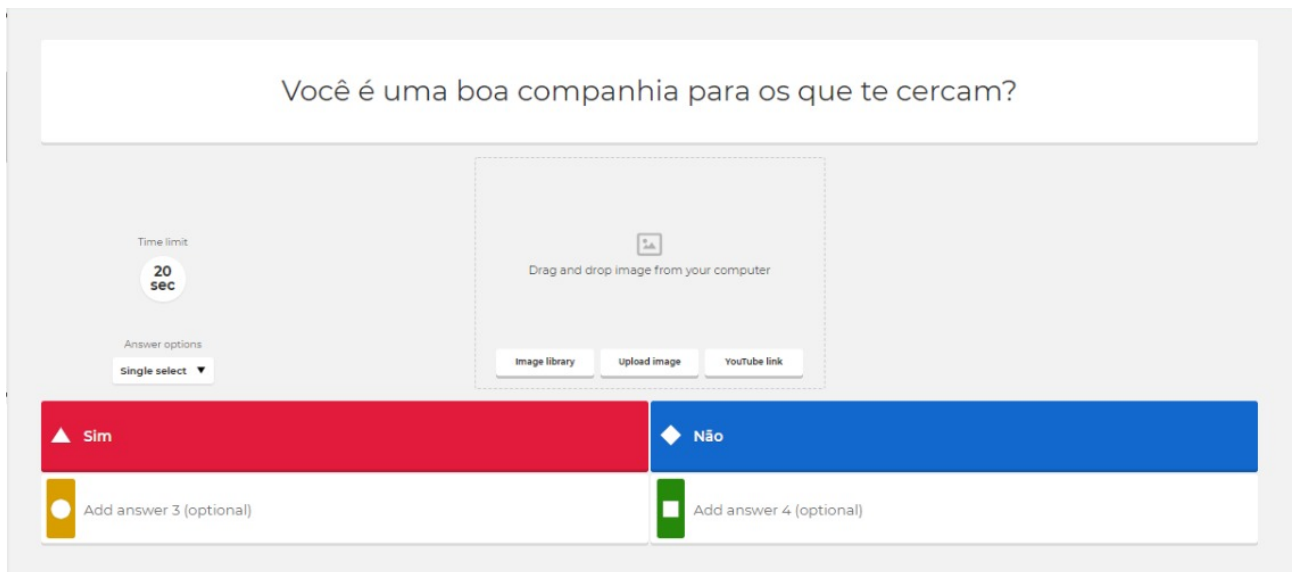 Você é uma boa companhia para os que te cercam?
Time limit
20
sec
Drag and drop image from your computer
Answer options
Single select
Image library
Upload image
YouTube link
Sim
Não
Add answer 3 (optional)
Add answer 4 (optional)